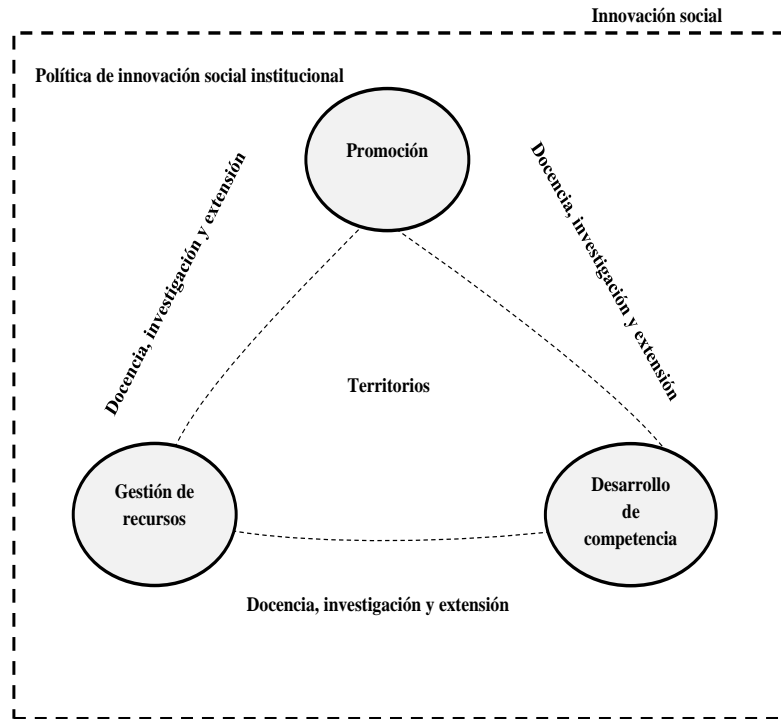 Innovación social
Política de innovación social institucional
Promoción
Docencia, investigación y extensión
Docencia, investigación y extensión
Territorios
Gestión de
recursos
Desarrollo
de
competencia
Docencia, investigación y extensión